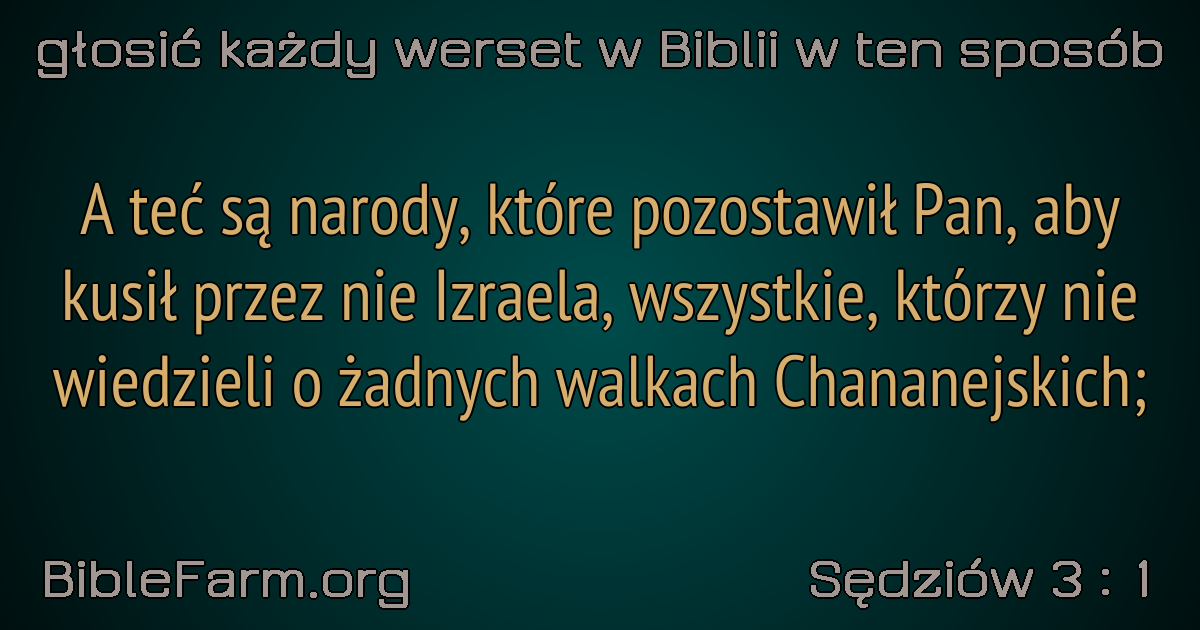 głosić każdy werset w Biblii w ten sposób
A teć są narody, które pozostawił Pan, aby
kusił przez nie Izraela, wszystkie, którzy nie
wiedzieli o żadnych walkach Chananejskich;
BibleFarm.org
Sędziów 3 : 1